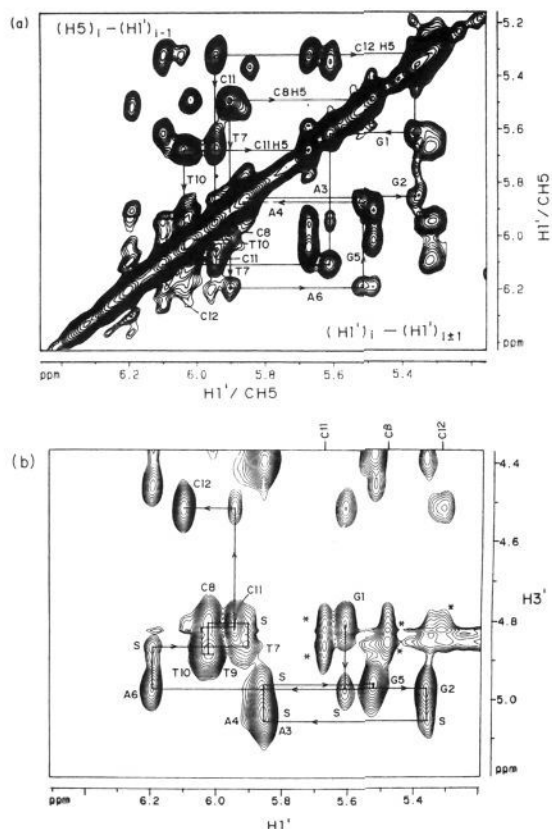 (a)
(H5)i - (H1')i-1
5.2
C12 H5
C11
5.4
C8 H5
T7
5.6
C11H5
G1
T10
A3
G2
5.8
A4
C8
T10
G5
6.0
C11
T7
A6
6.2
C12
(H1')i - (H1')i±1
ppm
H1'/CH5
ppm 6.2 6.0 5.8 5.6 5.4
H1'/ CH5
(b)
C11 C8 C12
4.4
C12
4.6
H3'
C8 C11 G1
S * * *
4.8
S T7 * *
T10 T9
A6 S G5 G2
5.0
S S S
A4 A3
ppm
ppm 6.2 6.0 5.8 5.6 5.4
H1'